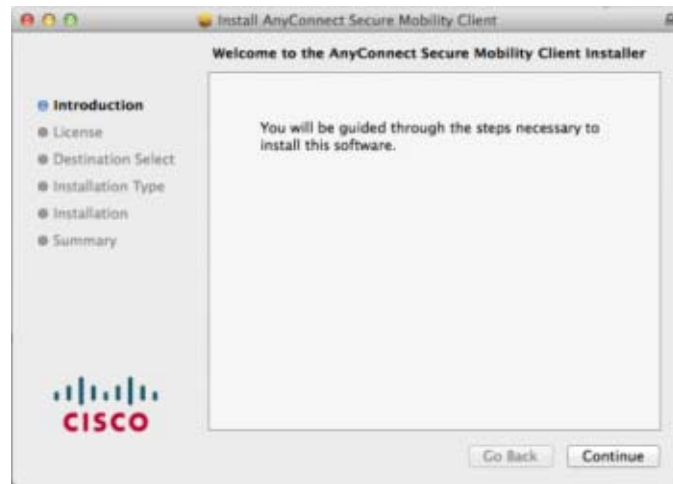 Install AnyConnect Secure Mobility Client
Welcome to the AnyConnect Secure Mobility Client Installer
Introduction
License
Destination Select
Installation Type
Installation
Summary
You will be guided through the steps necessary to
install this software.
CISCO
Go Back
Continue